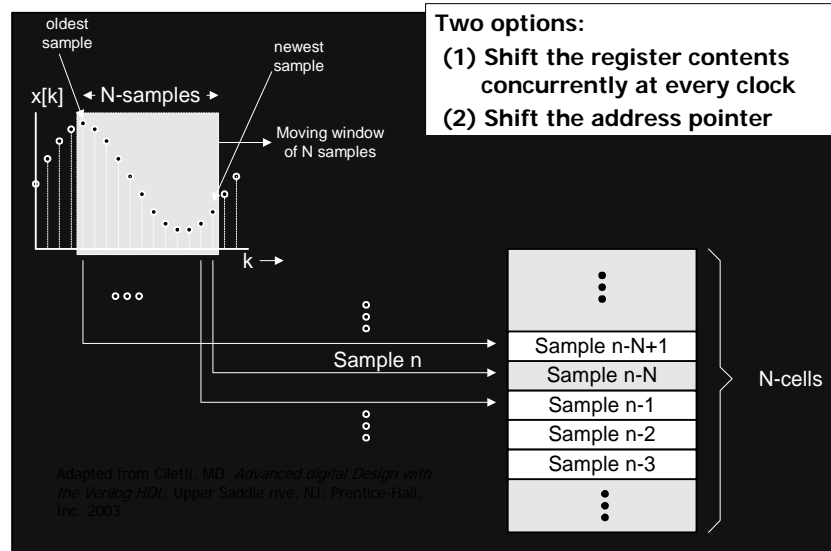 Two options:
(1) Shift the register contents
concurrently at every clock
(2) Shift the address pointer
oldest
sample
newest
sample
x[k]
N-samples
Moving window
of N samples
k
Sample n
Sample n-N+1
Sample n-N
Sample n-1
Sample n-2
Sample n-3
N-cells
Adapted from Ciletti, MD. Advanced digital Design with
the Verilog HDL, Upper Saddle rive, NJ: Prentice-Hall,
Inc. 2003.